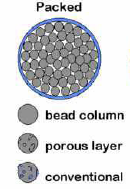 Packed
bead column
porous layer
conventional